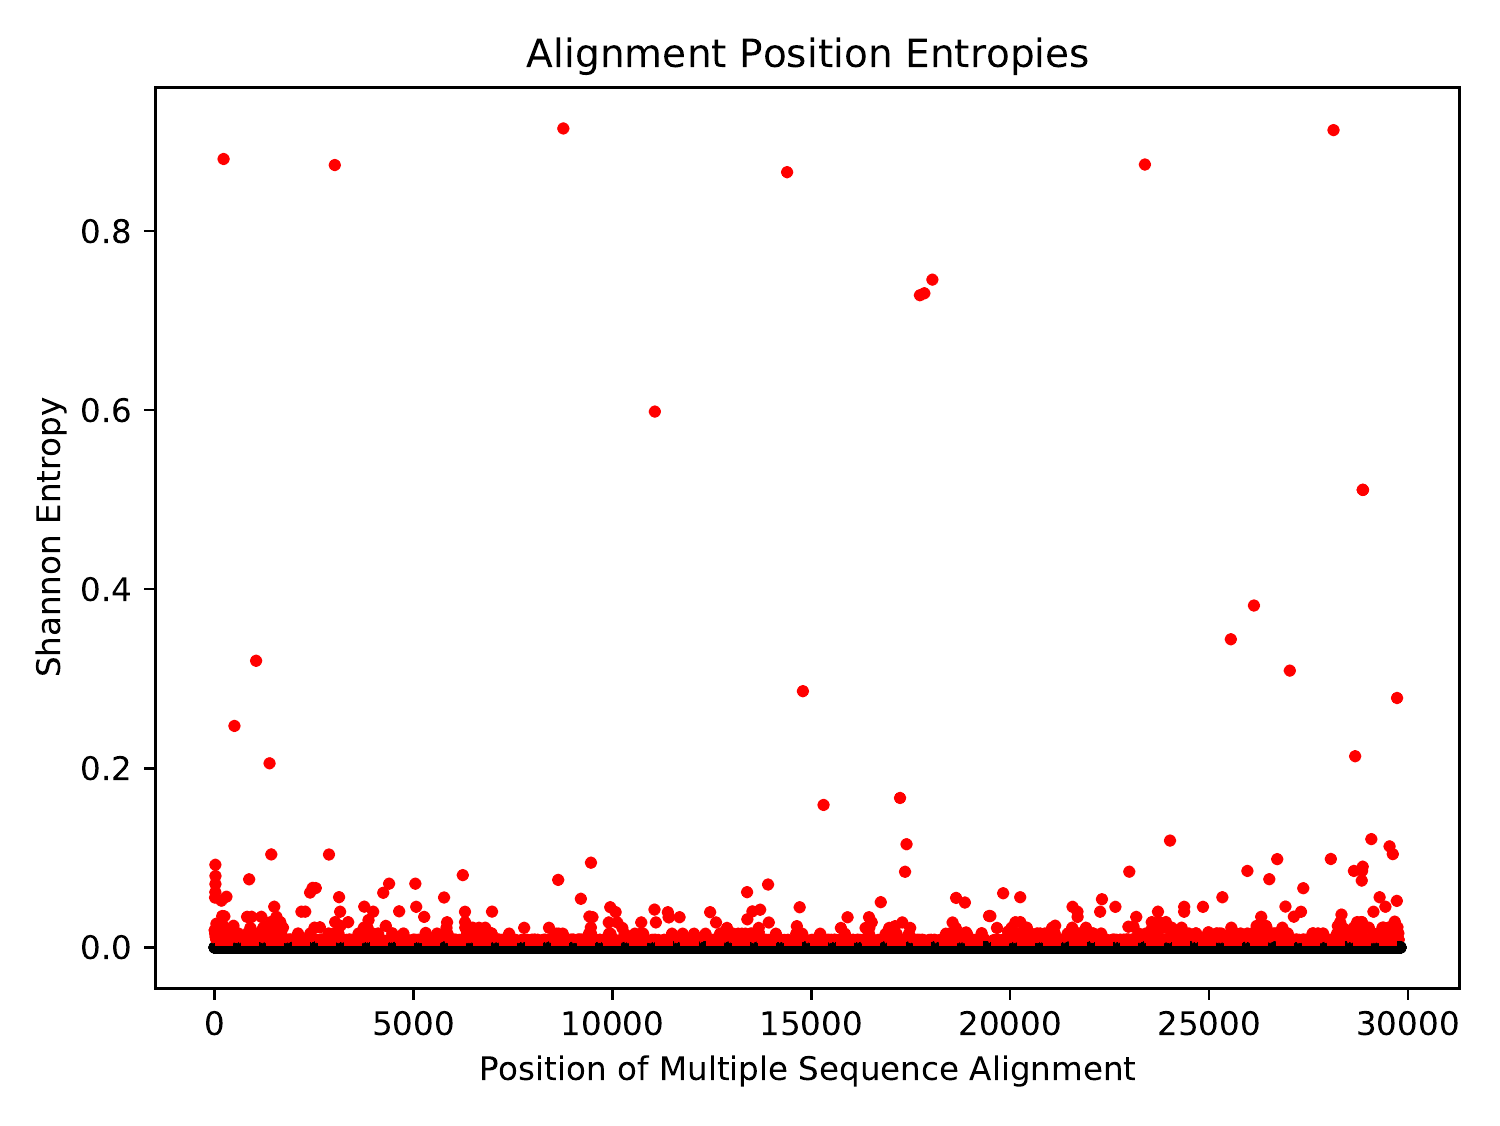 Alignment Position Entropies
Shannon Entropy
0.8
0.6
0.4
0.2
0.0
0 5000 10000 15000 20000 25000 30000
Position of Multiple Sequence Alignment